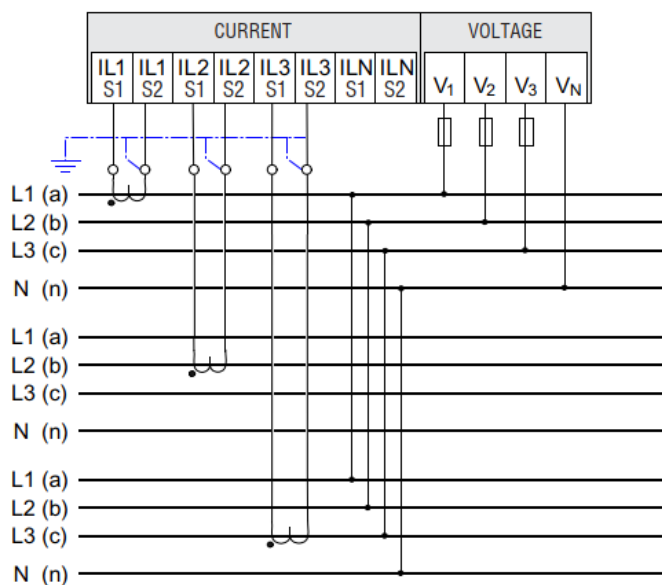 CURRENT VOLTAGE
IL1 IL1 IL2 IL2 IL3 IL3 ILN ILN V₁ V₂ V₃ V_N
S1 S2 S1 S2 S1 S2 S1 S2
L1 (a)
L2 (b)
L3 (c)
N (n)
L1 (a)
L2 (b)
L3 (c)
N (n)
L1 (a)
L2 (b)
L3 (c)
N (n)